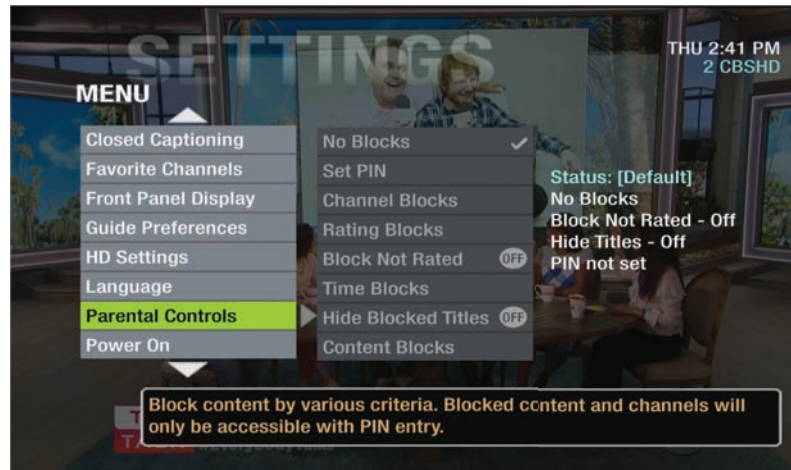 SETTINGS
THU 2:41 PM
2 CBSHD
MENU
Closed Captioning
Favorite Channels
Front Panel Display
Guide Preferences
HD Settings
Language
Parental Controls
Power On
No Blocks
Set PIN
Channel Blocks
Rating Blocks
Block Not Rated OFF
Time Blocks
Hide Blocked Titles OFF
Content Blocks
Status: [Default]
No Blocks
Block Not Rated - Off
Hide Titles - Off
PIN not set
Block content by various criteria. Blocked content and channels will
only be accessible with PIN entry.